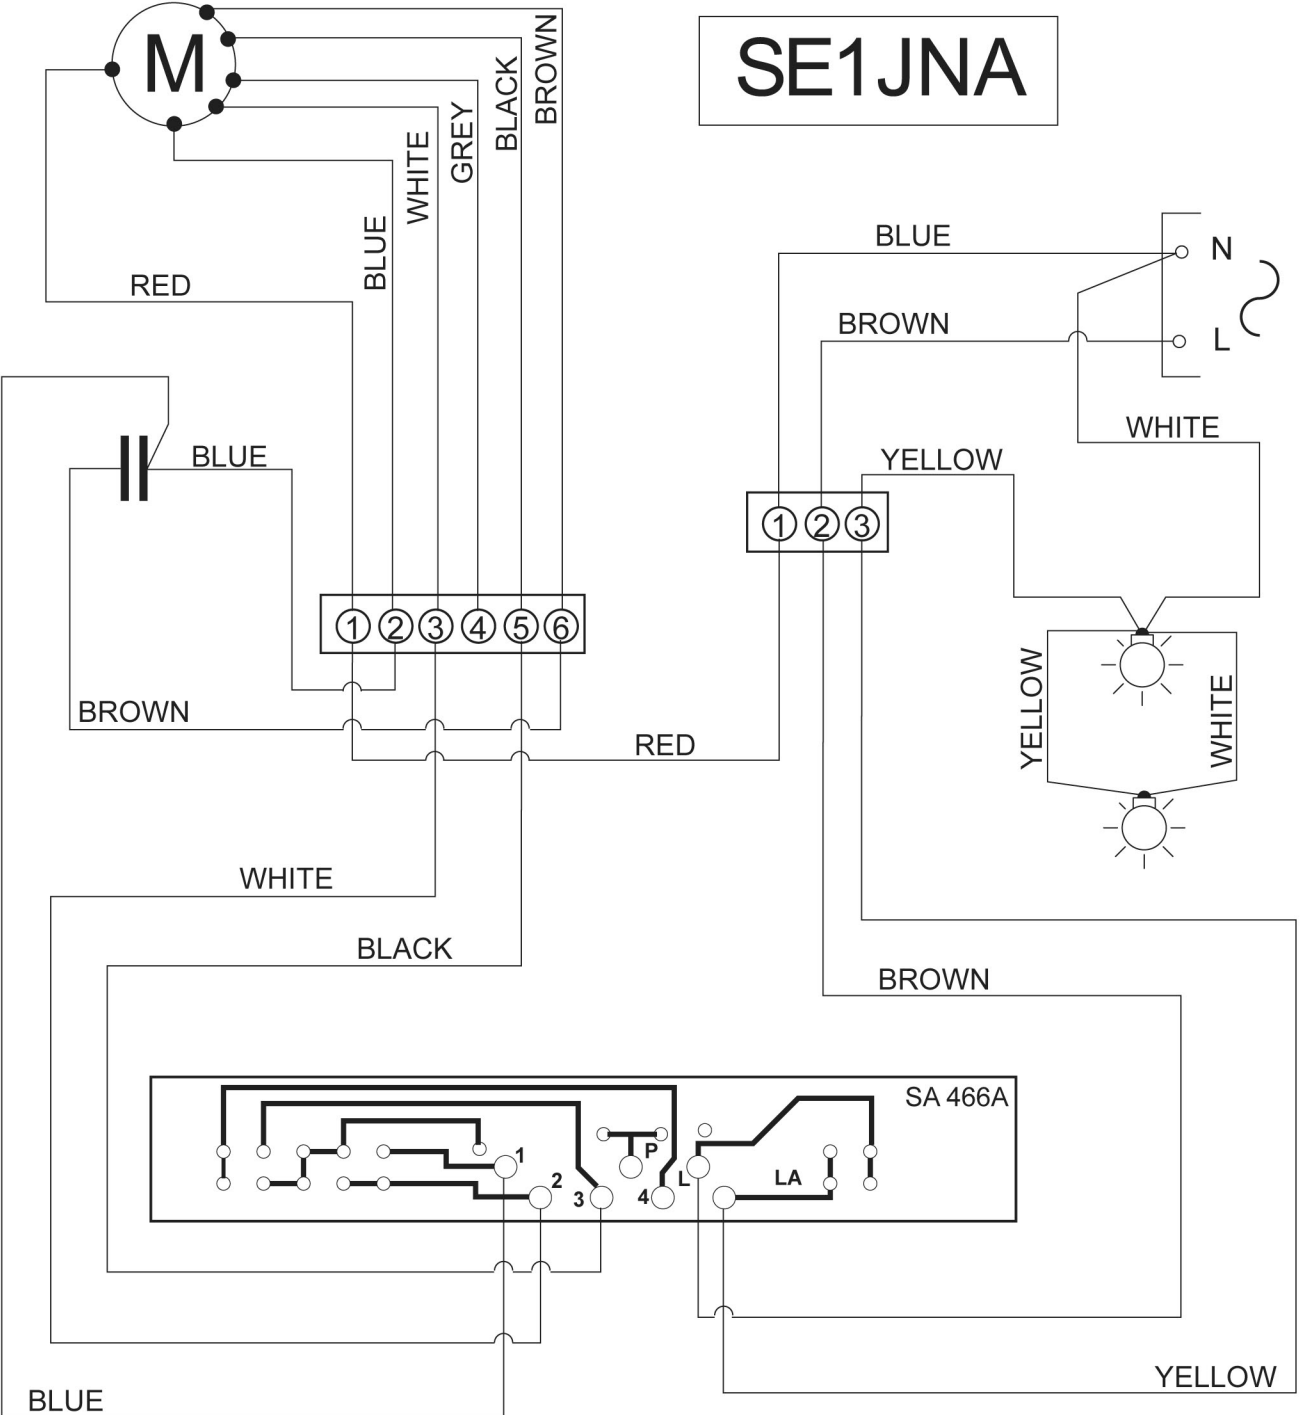 M
SE1JNA
BROWN
BLACK
GREY
WHITE
BLUE
RED
BLUE
N
BROWN
L
WHITE
BLUE
YELLOW
1 2 3
1 2 3 4 5 6
YELLOW
WHITE
BROWN
RED
WHITE
BLACK
BROWN
SA 466A
1
P
2
3
4
L
LA
YELLOW
BLUE